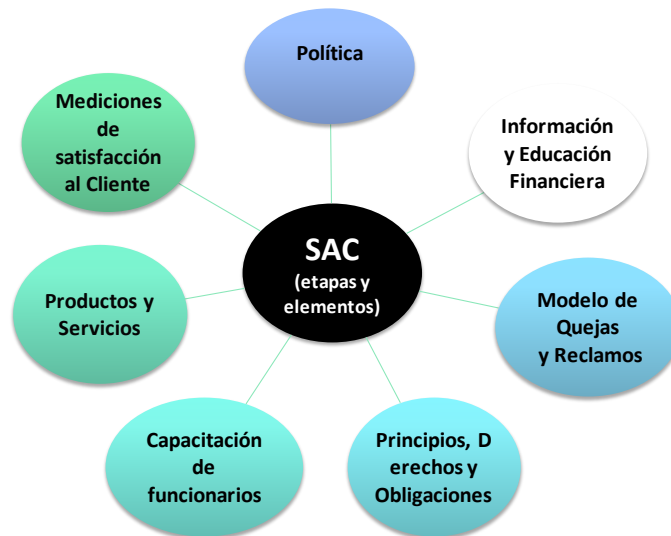 Política
Mediciones
de
satisfacción
al Cliente
Información
y Educación
Financiera
SAC
(etapas y
elementos)
Productos y
Servicios
Modelo de
Quejas
y Reclamos
Capacitación
de
funcionarios
Principios, D
erechos y
Obligaciones